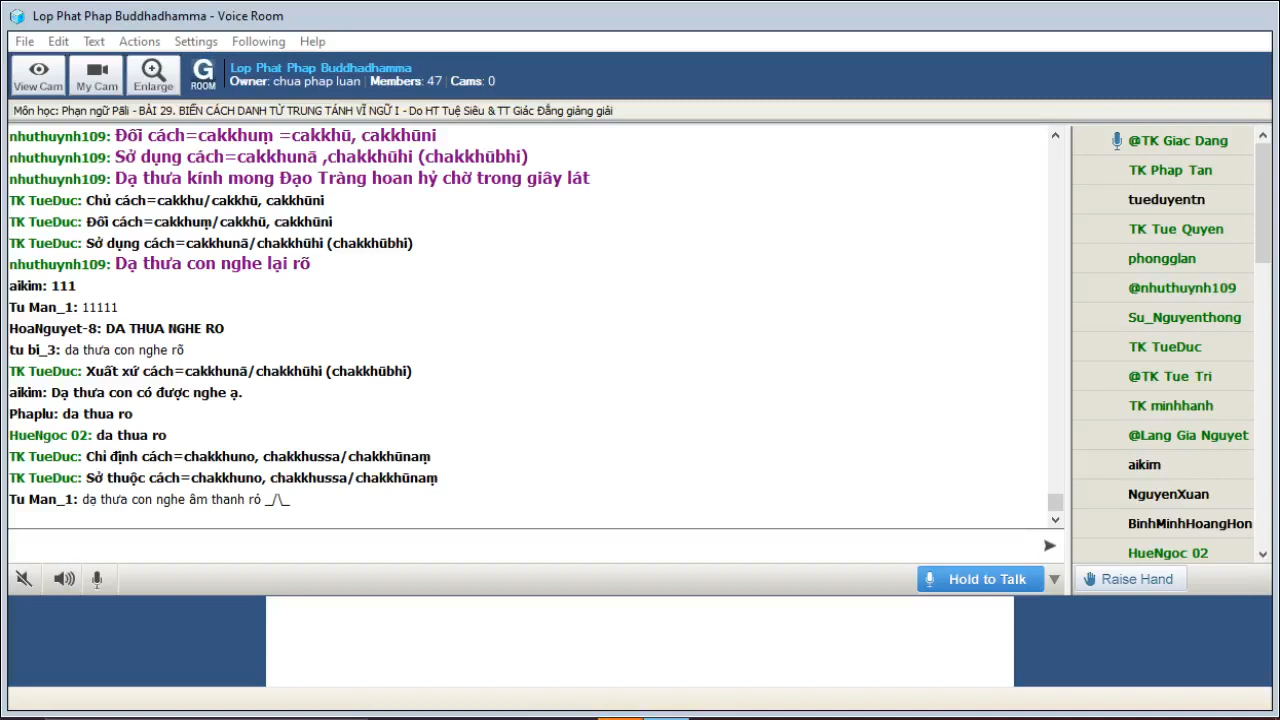 Lop Phat Phap Buddhadhamma - Voice Room
File Edit Text Actions Settings Following Help
View Cam My Cam Enlarge G ROOM
Lop Phat Phap Buddhadhamma
Owner: chua phap luan | Members: 47 | Cams: 0
Môn học: Phạn ngữ Pāli - BÀI 29. BIẾN CÁCH DANH TỪ TRUNG TÁNH VĨ NGỮ I - Do HT Tuệ Siêu & TT Giác Đẳng giảng giải
nhuthuynh109: Đối cách=cakkhuṃ =cakkhū, cakkhūni
nhuthuynh109: Sở dụng cách=cakkhunā ,chakkhūhi (chakkhūbhi)
nhuthuynh109: Dạ thưa kính mong Đạo Tràng hoan hỷ chờ trong giây lát
TK TueDuc: Chủ cách=cakkhu/cakkhū, cakkhūni
TK TueDuc: Đối cách=cakkhuṃ/cakkhū, cakkhūni
TK TueDuc: Sở dụng cách=cakkhunā/chakkhūhi (chakkhūbhi)
nhuthuynh109: Dạ thưa con nghe lại rõ
aikim: 111
Tu Man_1: 11111
HoaNguyet-8: DA THUA NGHE RO
tu bi_3: da thưa con nghe rõ
TK TueDuc: Xuất xứ cách=cakkhunā/chakkhūhi (chakkhūbhi)
aikim: Dạ thưa con có được nghe ạ.
Phaplu: da thua ro
HueNgoc 02: da thua ro
TK TueDuc: Chỉ định cách=chakkhuno, chakkhussa/chakkhūnaṃ
TK TueDuc: Sở thuộc cách=chakkhuno, chakkhussa/chakkhūnaṃ
Tu Man_1: dạ thưa con nghe âm thanh rỏ _/\_
Hold to Talk
@TK Giac Dang
TK Phap Tan
tueduyentn
TK Tue Quyen
phongglan
@nhuthuynh109
Su_Nguyenthong
TK TueDuc
@TK Tue Tri
TK minhhanh
@Lang Gia Nguyet
aikim
NguyenXuan
BinhMinhHoangHon
HueNgoc 02
Raise Hand